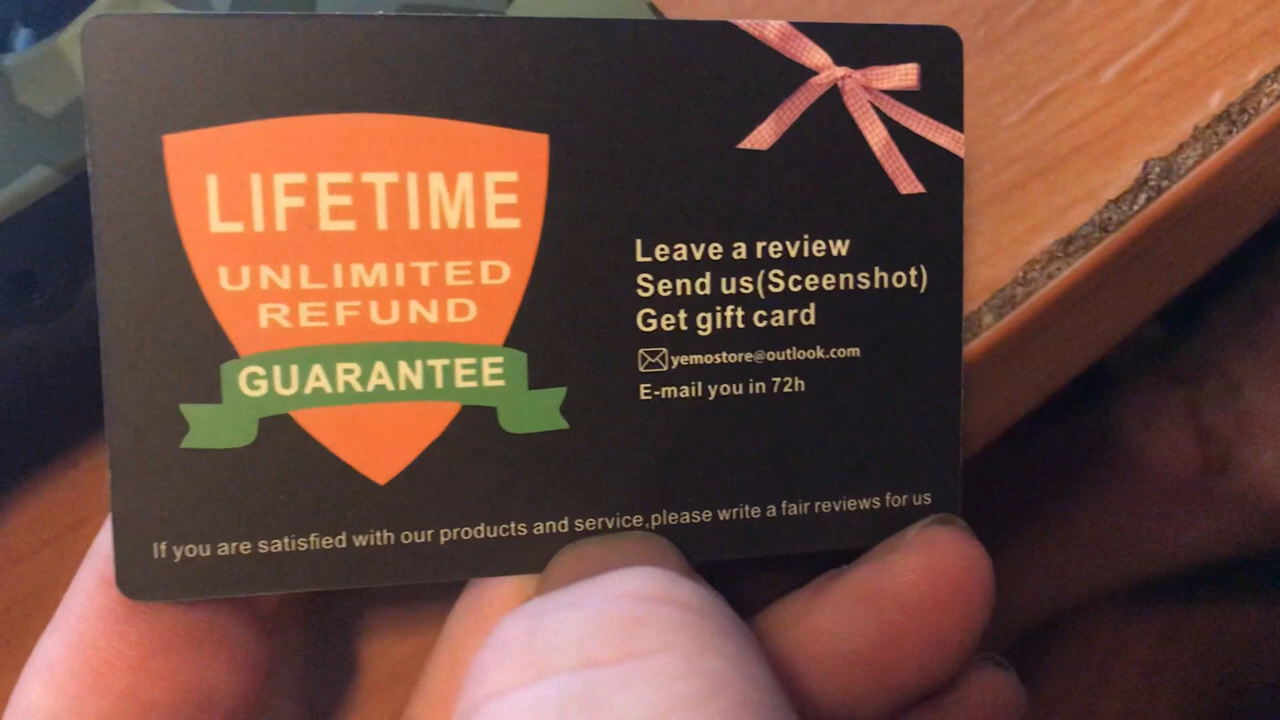 LIFETIME
UNLIMITED
REFUND
GUARANTEE
Leave a review
Send us(Sceenshot)
Get gift card
yemostore@outlook.com
E-mail you in 72h
If you are satisfied with our products and service,please write a fair reviews for us